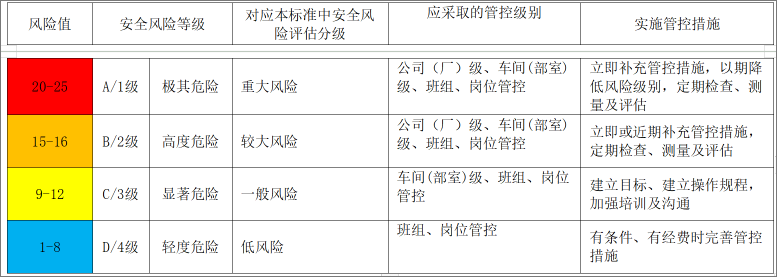 风险值 安全风险等级 对应本标准中安全风 应采取的管控级别 实施管控措施
险评估分级
20-25 A/1级 极其危险 重大风险 公司（厂）级、车间(部室) 立即补充管控措施，以期降
级、班组、岗位管控 低风险级别，定期检查、测
量及评估
15-16 B/2级 高度危险 较大风险 公司（厂）级、车间(部室) 立即或近期补充管控措施，
级、班组、岗位管控 定期检查、测量及评估
9-12 C/3级 显著危险 一般风险 车间(部室)级、班组、岗位 建立目标、建立操作规程，
管控 加强培训及沟通
1-8 D/4级 轻度危险 低风险 班组、岗位管控 有条件、有经费时完善管控
措施